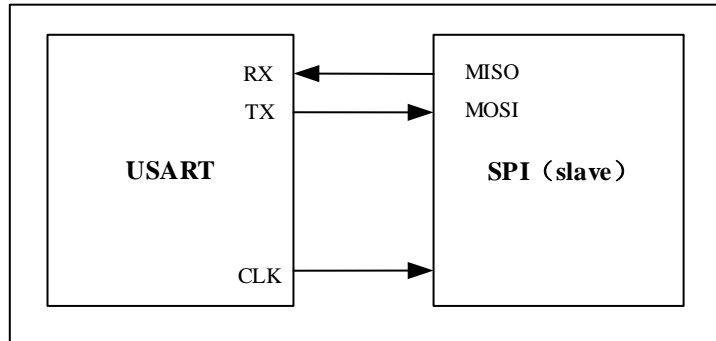 RX
MISO
TX
MOSI
USART
SPI（slave）
CLK